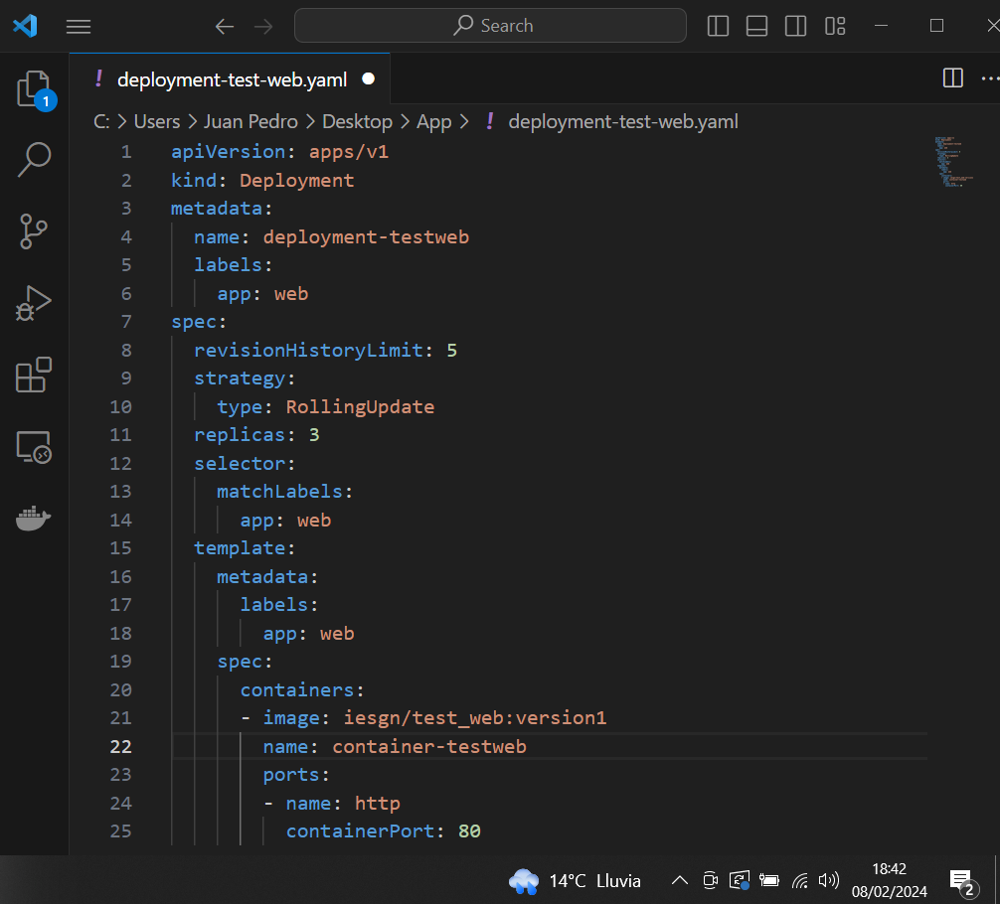 Search
! deployment-test-web.yaml
1
C: > Users > Juan Pedro > Desktop > App > ! deployment-test-web.yaml
1 apiVersion: apps/v1
2 kind: Deployment
3 metadata:
4   name: deployment-testweb
5   labels:
6     app: web
7 spec:
8   revisionHistoryLimit: 5
9   strategy:
10     type: RollingUpdate
11   replicas: 3
12   selector:
13     matchLabels:
14       app: web
15   template:
16     metadata:
17       labels:
18         app: web
19     spec:
20       containers:
21       - image: iesgn/test_web:version1
22         name: container-testweb
23         ports:
24         - name: http
25           containerPort: 80
14°C Lluvia
18:42
08/02/2024
2